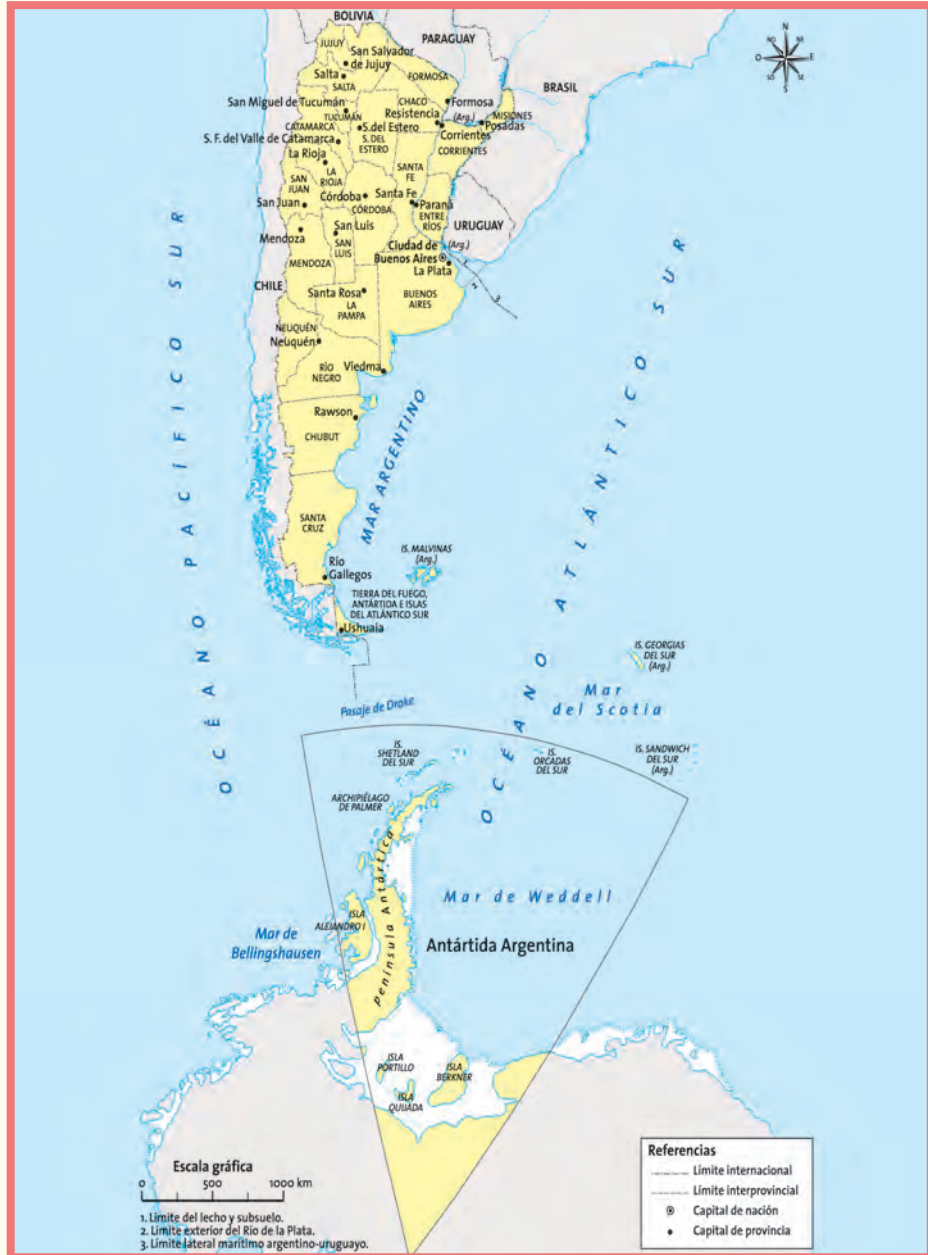 BOLIVIA
PARAGUAY
BRASIL
N
NO
NE
O
E
SO
SE
S
JUJUY
San Salvador
de Jujuy
Salta
SALTA
FORMOSA
San Miguel de Tucumán
TUCUMÁN
CHACO
Formosa
(Arg.)
MISIONES
Resistencia
Posadas
CATAMARCA
S.del Estero
Corrientes
S. F. del Valle de Catamarca
S. DEL
ESTERO
CORRIENTES
La Rioja
LA
RIOJA
SANTA
FE
SAN
JUAN
San Juan
Córdoba
CÓRDOBA
Santa Fe
Paraná
ENTRE
RÍOS
URUGUAY
Mendoza
San Luis
SAN
LUIS
MENDOZA
Ciudad de
Buenos Aires
(Arg.)
La Plata
1
2
3
CHILE
Santa Rosa
LA
PAMPA
BUENOS
AIRES
NEUQUÉN
Neuquén
RÍO
NEGRO
Viedma
Rawson
CHUBUT
MAR ARGENTINO
OCÉANO PACÍFICO SUR
OCÉANO ATLÁNTICO SUR
SANTA
CRUZ
IS. MALVINAS
(Arg.)
Río
Gallegos
TIERRA DEL FUEGO,
ANTÁRTIDA E ISLAS
DEL ATLÁNTICO SUR
Ushuaia
IS. GEORGIAS
DEL SUR
(Arg.)
Mar
del Scotia
Pasaje de Drake
IS.
SHETLAND
DEL SUR
IS.
ORCADAS
DEL SUR
IS. SANDWICH
DEL SUR
(Arg.)
ARCHIPIÉLAGO
DE PALMER
Península Antártica
Mar de Weddell
ISLA
ALEJANDRO I
Mar de
Bellingshausen
Antártida Argentina
ISLA
PORTILLO
ISLA
BERKNER
ISLA
QUIJADA
Escala gráfica
0 500 1000 km
1. Límite del lecho y subsuelo.
2. Límite exterior del Río de la Plata.
3. Límite lateral marítimo argentino-uruguayo.
Referencias
Límite internacional
Límite interprovincial
Capital de nación
Capital de provincia